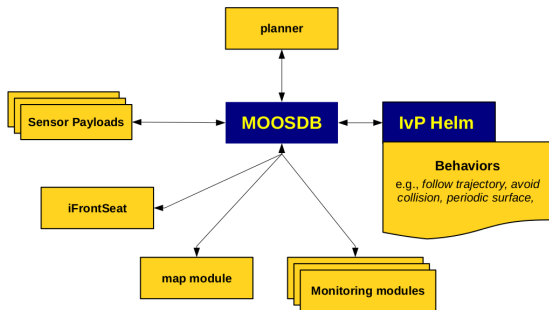 planner
MOOSDB
IvP Helm
Sensor Payloads
Behaviors
e.g., follow trajectory, avoid
collision, periodic surface,
iFrontSeat
map module
Monitoring modules